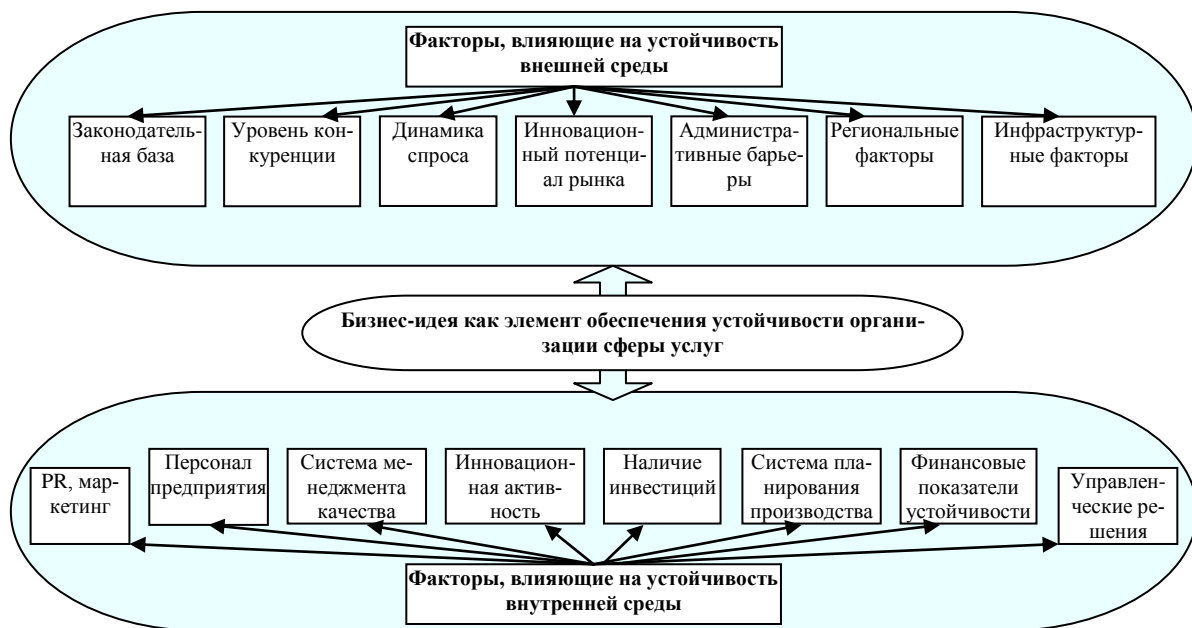 Факторы, влияющие на устойчивость
внешней среды
Законодатель-
ная база
Уровень кон-
куренции
Динамика
спроса
Инновацион-
ный потенци-
ал рынка
Администра-
тивные барье-
ры
Региональные
факторы
Инфраструктур-
ные факторы
Бизнес-идея как элемент обеспечения устойчивости органи-
зации сферы услуг
PR, мар-
кетинг
Персонал
предприятия
Система ме-
неджмента
качества
Инновацион-
ная актив-
ность
Наличие
инвестиций
Система пла-
нирования
производства
Финансовые
показатели
устойчивости
Управлен-
ческие ре-
шения
Факторы, влияющие на устойчивость
внутренней среды